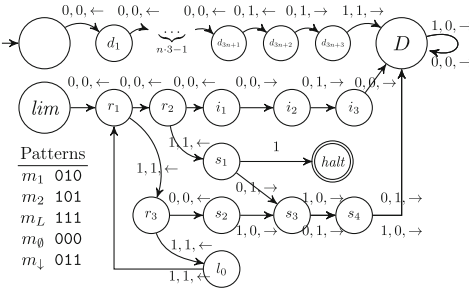 0,0,← 0,0,← 0,0,← 0,1,← 0,1,→ 1,1,→
d₁ ... n·3−1 d₃ₙ₊₁ d₃ₙ₊₂ d₃ₙ₊₃ D
1,0,-
0,0,-
0,0,← 0,0,← 0,0,← 0,0,→ 0,1,→ 0,0,→
lim r₁ r₂ i₁ i₂ i₃
1,1,← 1
1,1,← s₁ halt
0,1,→
0,0,← 1,0,→ 0,1,→
r₃ s₂ s₃ s₄
1,0,→ 0,1,→ 1,0,→
1,1,←
l₀
1,1,←
Patterns
m₁ 010
m₂ 101
m_L 111
m_∅ 000
m_↓ 011